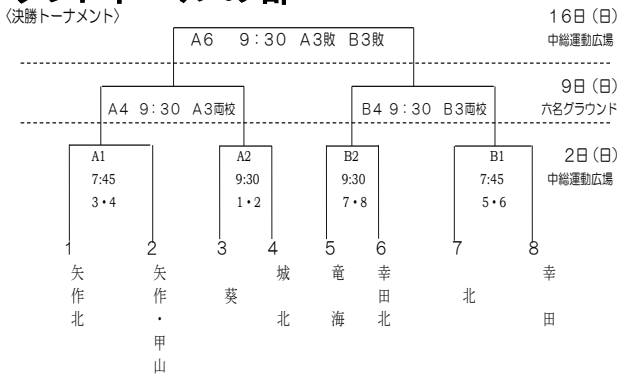 〈決勝トーナメント〉
16日(日)
A6 9:30 A3敗 B3敗
中総運動広場
9日(日)
A4 9:30 A3両校
B4 9:30 B3両校
六名グラウンド
A1
A2
B2
B1
2日(日)
7:45
9:30
9:30
7:45
中総運動広場
3・4
1・2
7・8
5・6
1
2
3
4
5
6
7
8
矢作北
矢作・甲山
葵
城北
竜海
幸田北
北
幸田